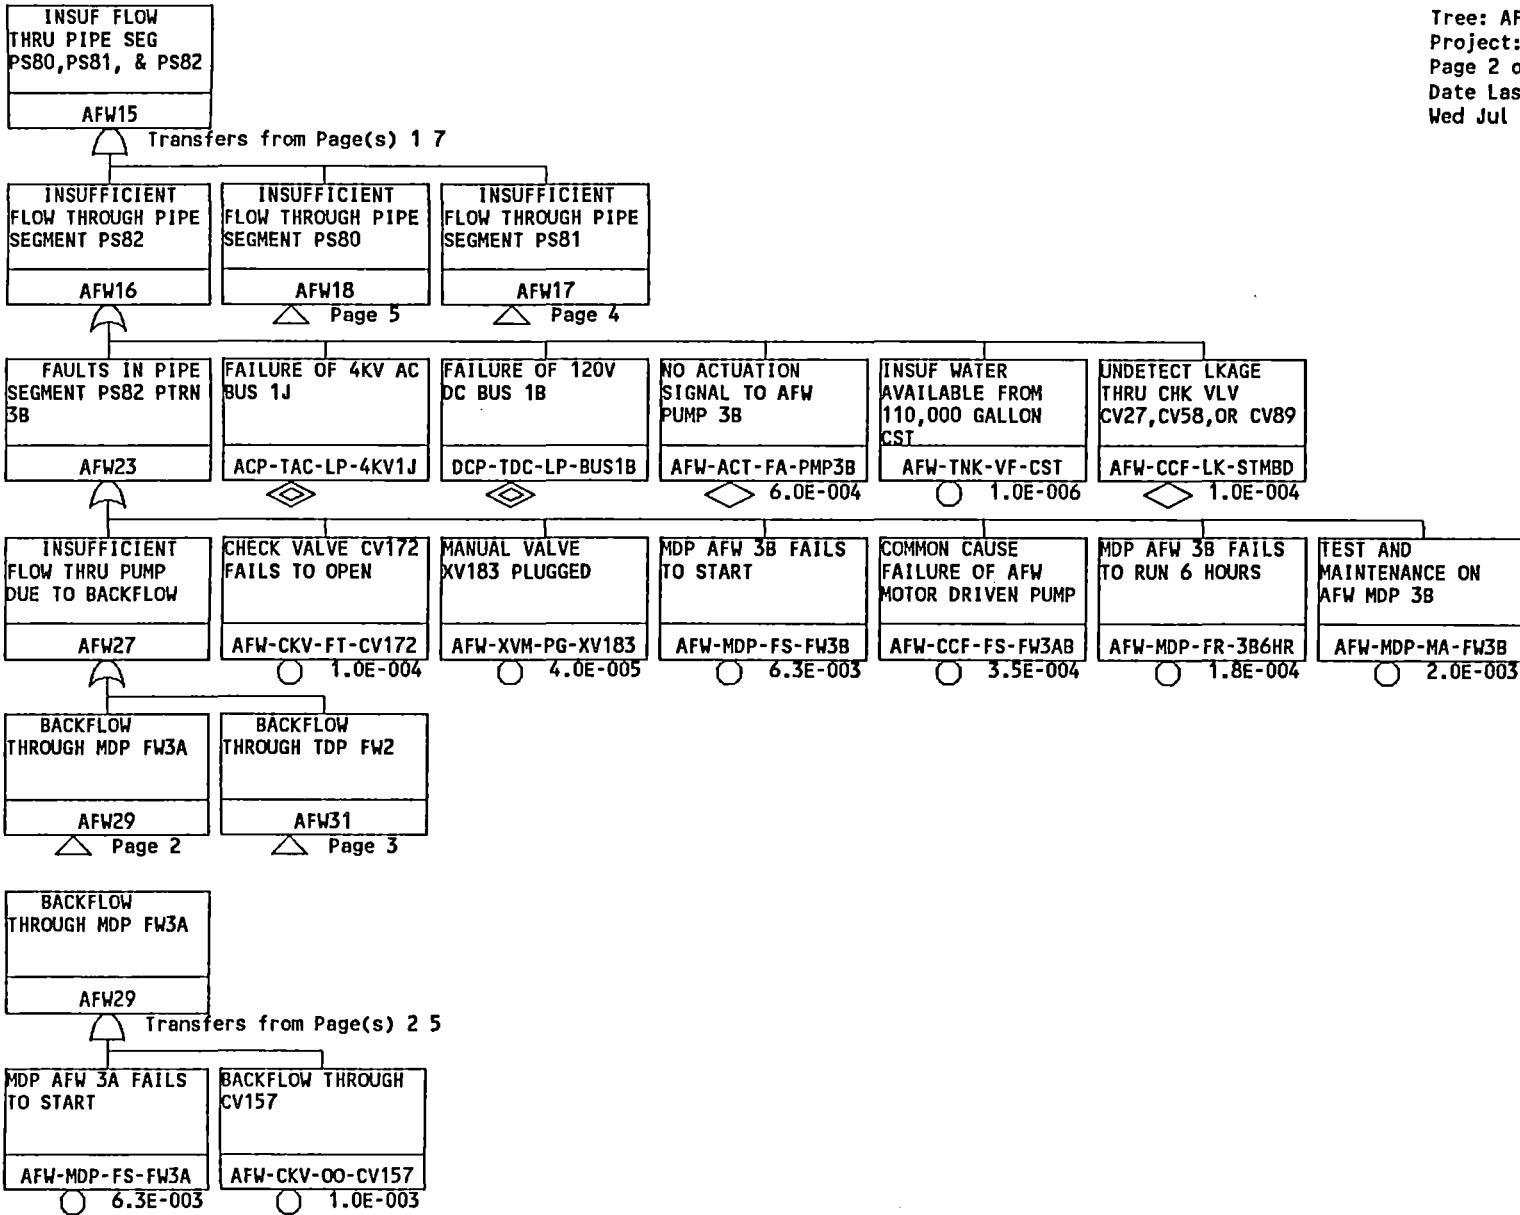 INSUF FLOW
THRU PIPE SEG
PS80,PS81, & PS82
AFW15
Transfers from Page(s) 1 7
Tree: AF
Project:
Page 2 o
Date Las
Wed Jul
INSUFFICIENT
FLOW THROUGH PIPE
SEGMENT PS82
AFW16
INSUFFICIENT
FLOW THROUGH PIPE
SEGMENT PS80
AFW18
Page 5
INSUFFICIENT
FLOW THROUGH PIPE
SEGMENT PS81
AFW17
Page 4
FAULTS IN PIPE
SEGMENT PS82 PTRN
3B
AFW23
FAILURE OF 4KV AC
BUS 1J
ACP-TAC-LP-4KV1J
FAILURE OF 120V
DC BUS 1B
DCP-TDC-LP-BUS1B
NO ACTUATION
SIGNAL TO AFW
PUMP 3B
AFW-ACT-FA-PMP3B
6.0E-004
INSUF WATER
AVAILABLE FROM
110,000 GALLON
CST
AFW-TNK-VF-CST
1.0E-006
UNDETECT LKAGE
THRU CHK VLV
CV27,CV58,OR CV89
AFW-CCF-LK-STMBD
1.0E-004
INSUFFICIENT
FLOW THRU PUMP
DUE TO BACKFLOW
AFW27
CHECK VALVE CV172
FAILS TO OPEN
AFW-CKV-FT-CV172
1.0E-004
MANUAL VALVE
XV183 PLUGGED
AFW-XVM-PG-XV183
4.0E-005
MDP AFW 3B FAILS
TO START
AFW-MDP-FS-FW3B
6.3E-003
COMMON CAUSE
FAILURE OF AFW
MOTOR DRIVEN PUMP
AFW-CCF-FS-FW3AB
3.5E-004
MDP AFW 3B FAILS
TO RUN 6 HOURS
AFW-MDP-FR-3B6HR
1.8E-004
TEST AND
MAINTENANCE ON
AFW MDP 3B
AFW-MDP-MA-FW3B
2.0E-003
BACKFLOW
THROUGH MDP FW3A
AFW29
Page 2
BACKFLOW
THROUGH TDP FW2
AFW31
Page 3
BACKFLOW
THROUGH MDP FW3A
AFW29
Transfers from Page(s) 2 5
MDP AFW 3A FAILS
TO START
AFW-MDP-FS-FW3A
6.3E-003
BACKFLOW THROUGH
CV157
AFW-CKV-OO-CV157
1.0E-003